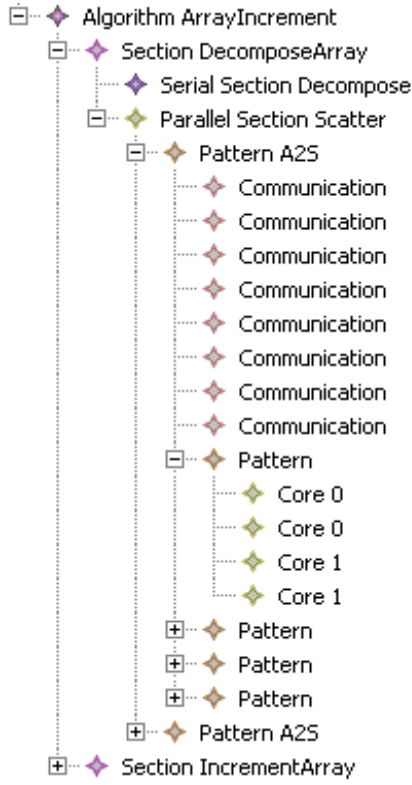 Algorithm ArrayIncrement
Section DecomposeArray
Serial Section Decompose
Parallel Section Scatter
Pattern A2S
Communication
Communication
Communication
Communication
Communication
Communication
Communication
Communication
Pattern
Core 0
Core 0
Core 1
Core 1
Pattern
Pattern
Pattern
Pattern A2S
Section IncrementArray